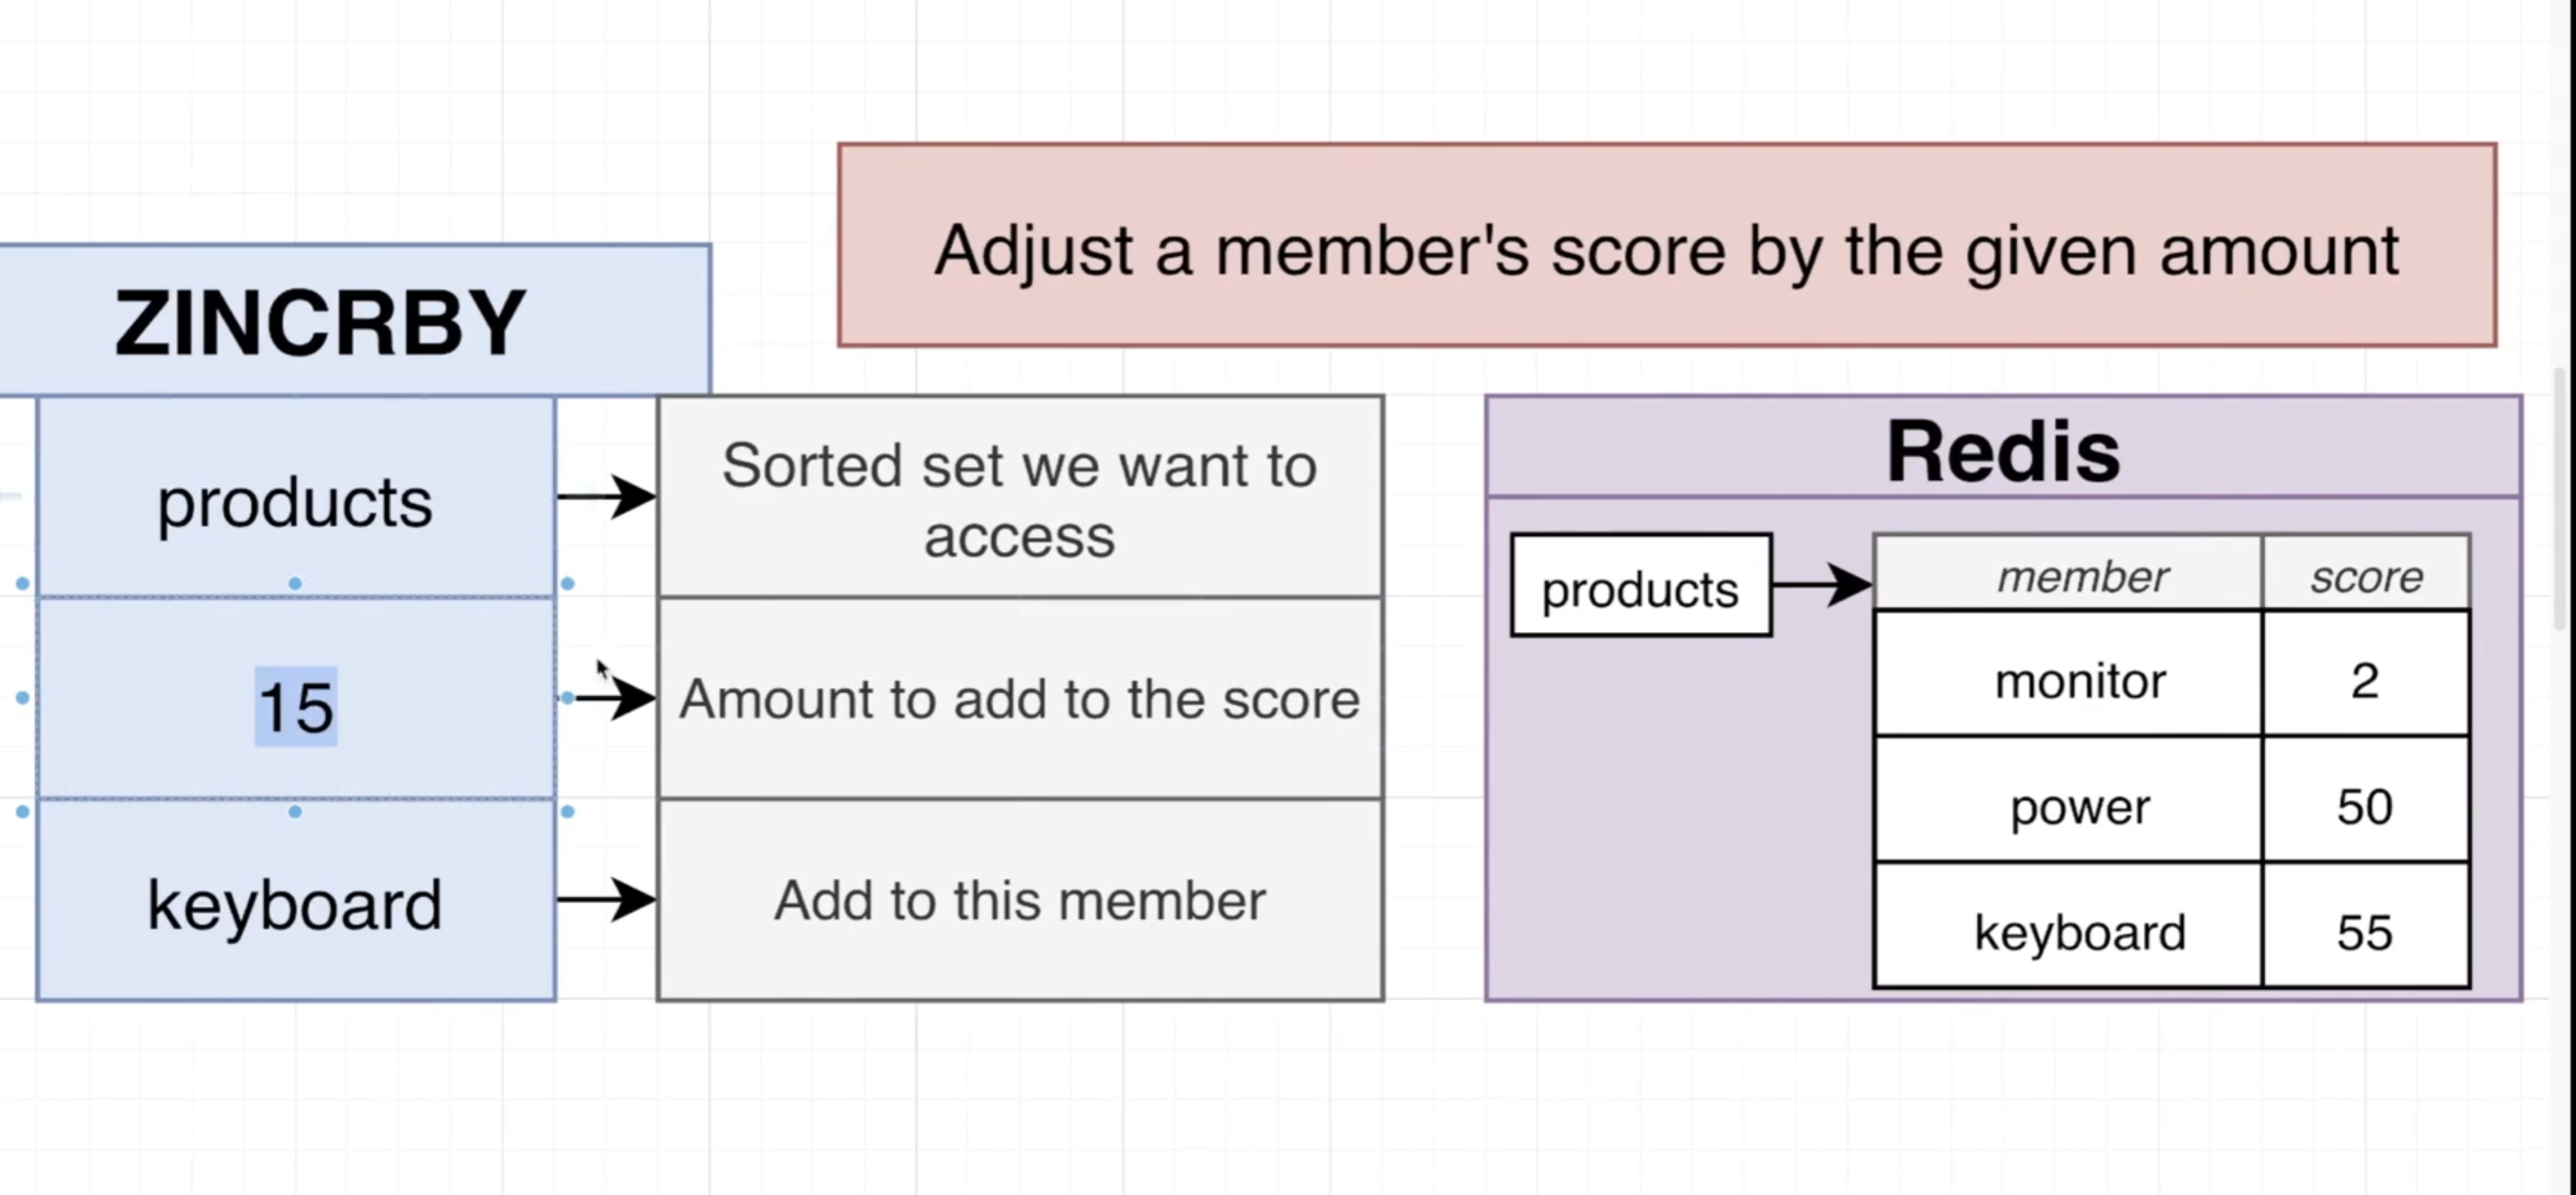 Adjust a member's score by the given amount
ZINCRBY
products
Sorted set we want to
access
15
Amount to add to the score
keyboard
Add to this member
Redis
products
member score
monitor 2
power 50
keyboard 55